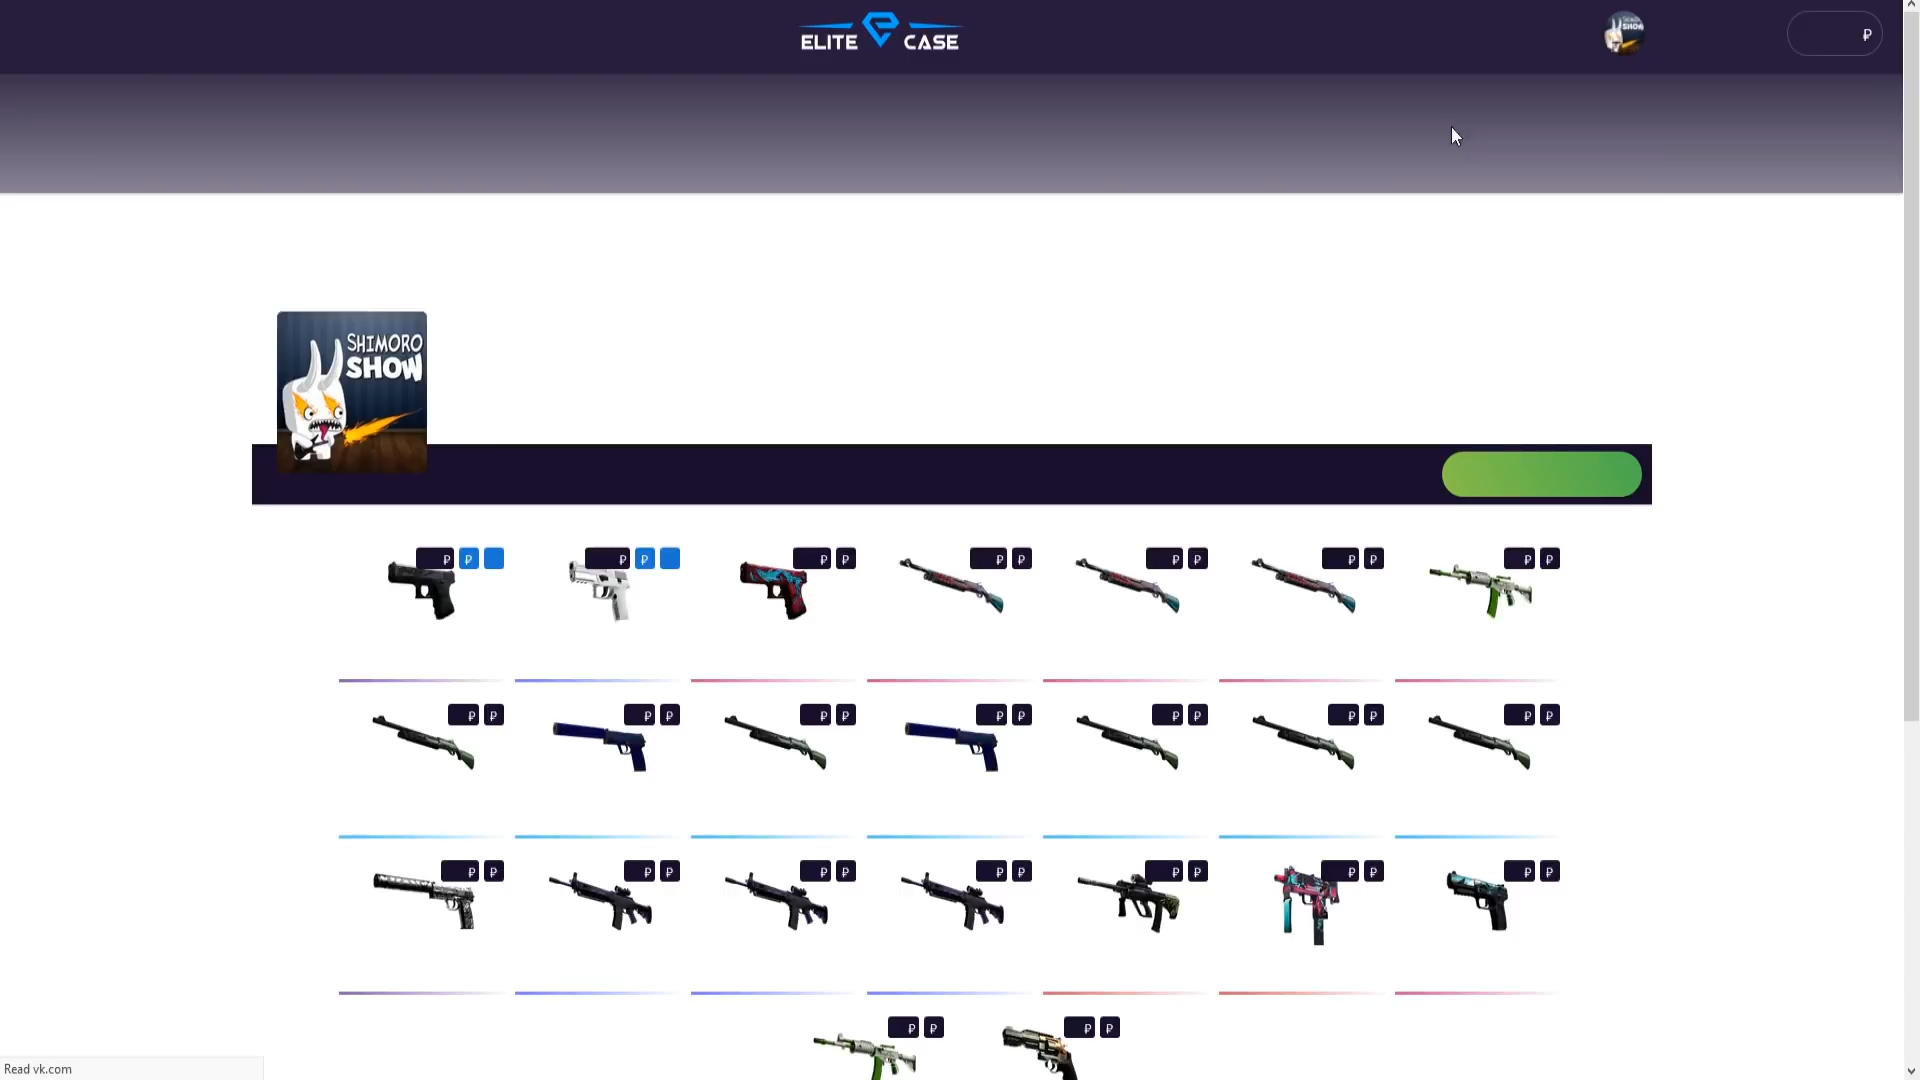 ELITE CASE
₽
SHIMORO
SHOW
₽ ₽ ₽ ₽ ₽ ₽ ₽ ₽ ₽ ₽ ₽ ₽ ₽ ₽
₽ ₽ ₽ ₽ ₽ ₽ ₽ ₽ ₽ ₽ ₽ ₽ ₽ ₽
₽ ₽ ₽ ₽ ₽ ₽ ₽ ₽ ₽ ₽ ₽ ₽ ₽ ₽
₽ ₽ ₽ ₽
Read vk.com